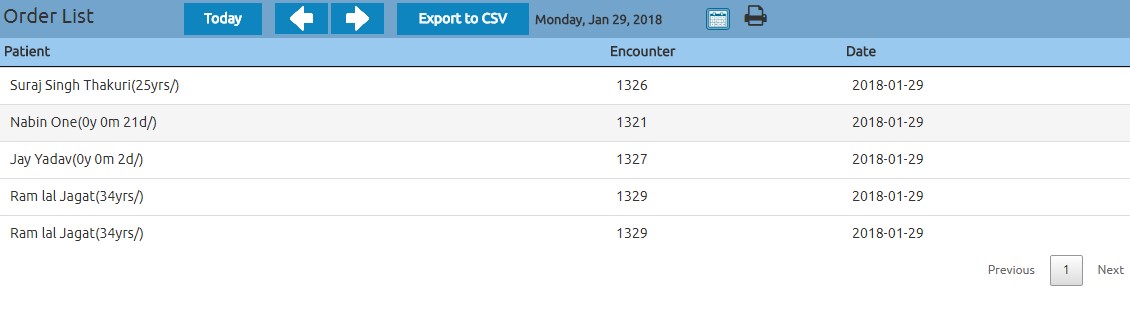 Order List Today Export to CSV Monday, Jan 29, 2018
Patient Encounter Date
Suraj Singh Thakuri(25yrs/) 1326 2018-01-29
Nabin One(0y 0m 21d/) 1321 2018-01-29
Jay Yadav(0y 0m 2d/) 1327 2018-01-29
Ram lal Jagat(34yrs/) 1329 2018-01-29
Ram lal Jagat(34yrs/) 1329 2018-01-29
Previous 1 Next